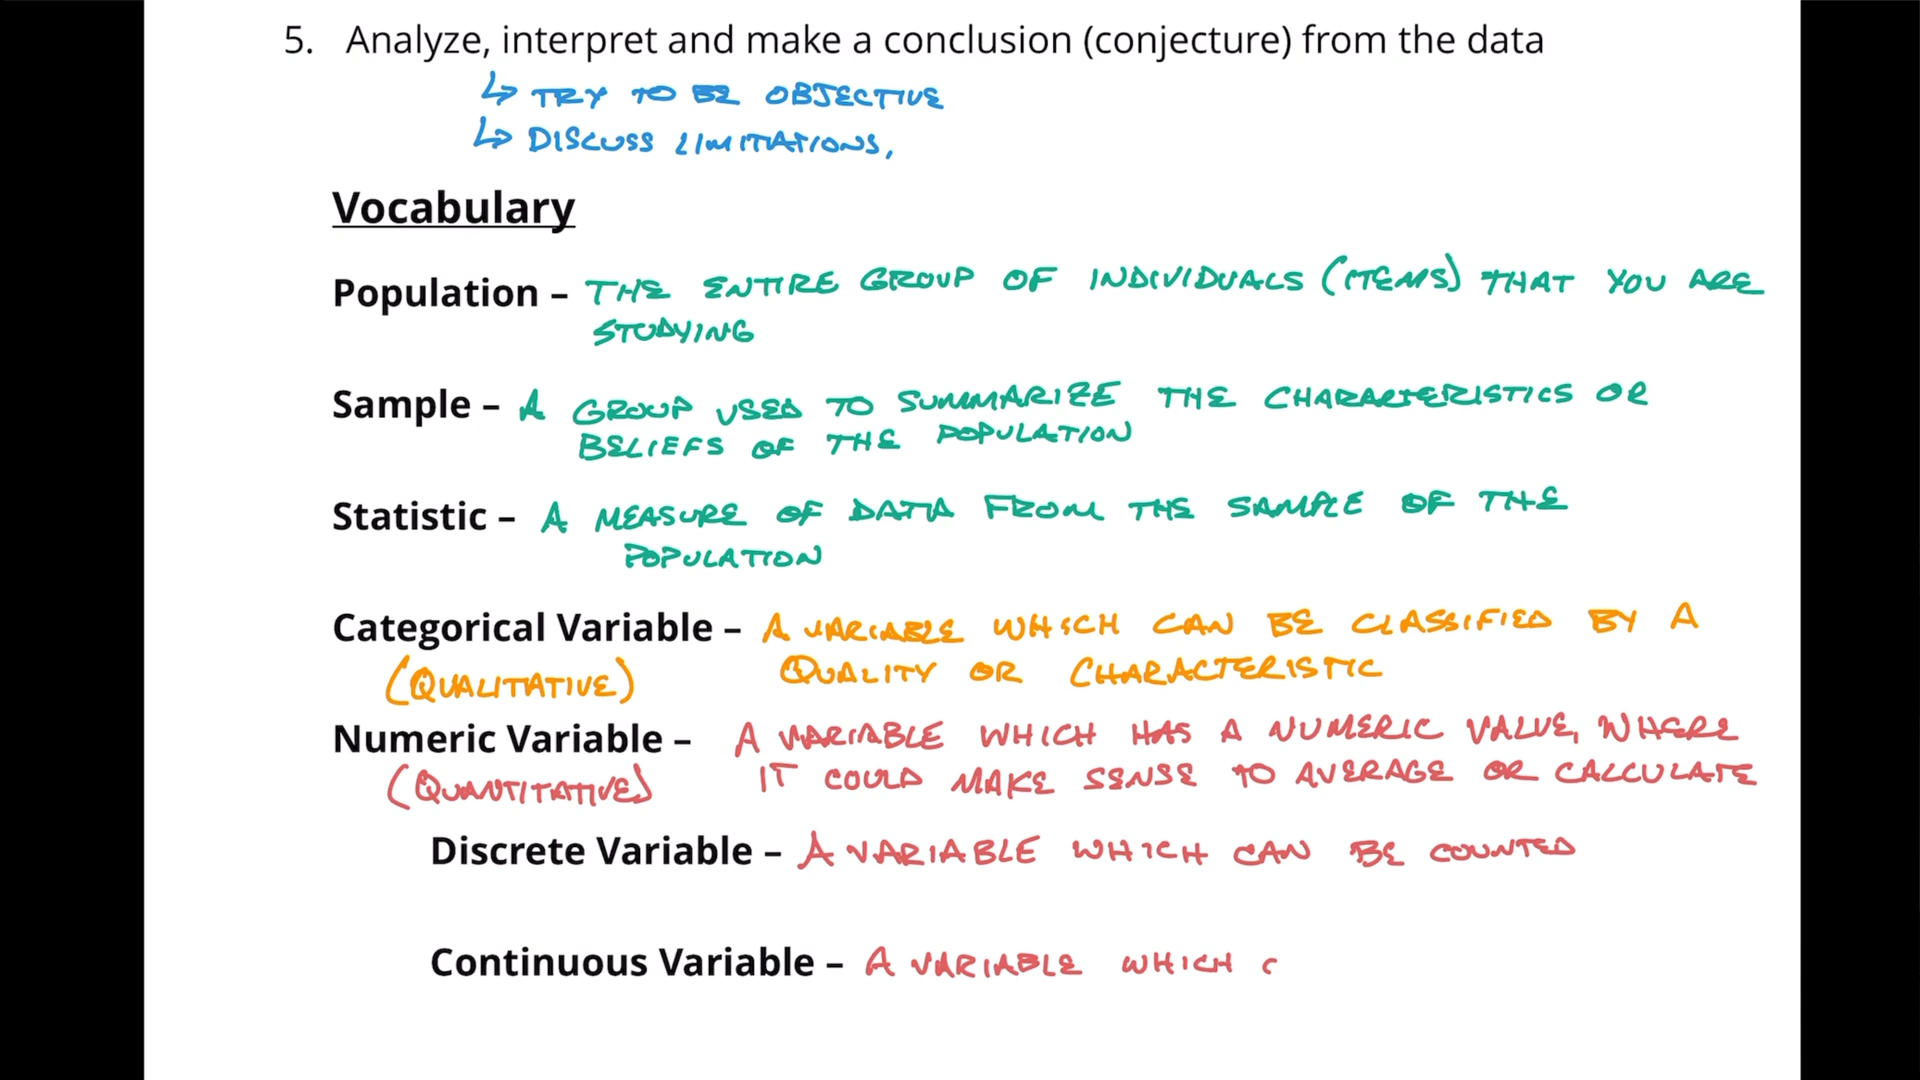 5. Analyze, interpret and make a conclusion (conjecture) from the data
↳ TRY TO BE OBJECTIVE
↳ DISCUSS LIMITATIONS,
Vocabulary
Population – THE ENTIRE GROUP OF INDIVIDUALS (ITEMS) THAT YOU ARE
STUDYING
Sample – A GROUP USED TO SUMMARIZE THE CHARACTERISTICS OR
BELIEFS OF THE POPULATION
Statistic – A MEASURE OF DATA FROM THE SAMPLE OF THE
POPULATION
Categorical Variable – A VARIABLE WHICH CAN BE CLASSIFIED BY A
(QUALITATIVE) QUALITY OR CHARACTERISTIC
Numeric Variable – A VARIABLE WHICH HAS A NUMERIC VALUE, WHERE
(QUANTITATIVE) IT COULD MAKE SENSE TO AVERAGE OR CALCULATE
Discrete Variable – A VARIABLE WHICH CAN BE COUNTED
Continuous Variable – A VARIABLE WHICH C